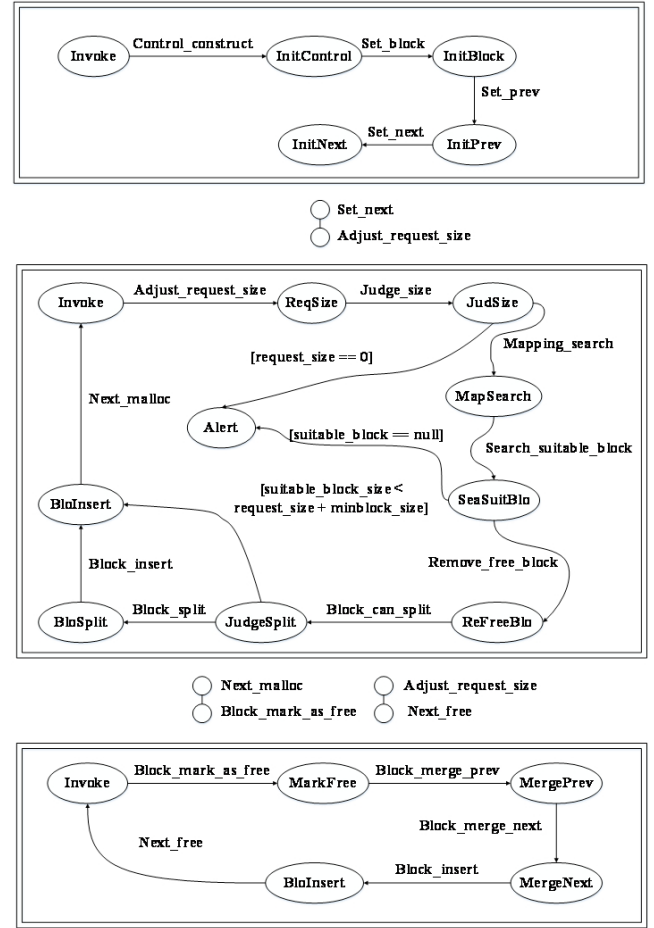 Control_construct
Set_block
Invoke
InitControl
InitBlock
Set_prev
Set_next
InitNext
InitPrev
Set_next
Adjust_request_size
Adjust_request_size
Judge_size
Invoke
ReqSize
JudSize
Mapping_search
[request_size == 0]
Next_malloc
MapSearch
Alert
[suitable_block == null]
Search_suitable_block
[suitable_block_size <
request_size + minblock_size]
BloInsert
SeaSuitBlo
Block_insert
Remove_free_block
Block_split
Block_can_split
BloSplit
JudgeSplit
ReFreeBlo
Next_malloc
Adjust_request_size
Block_mark_as_free
Next_free
Block_mark_as_free
Block_merge_prev
Invoke
MarkFree
MergePrev
Block_merge_next
Next_free
Block_insert
BloInsert
MergeNext